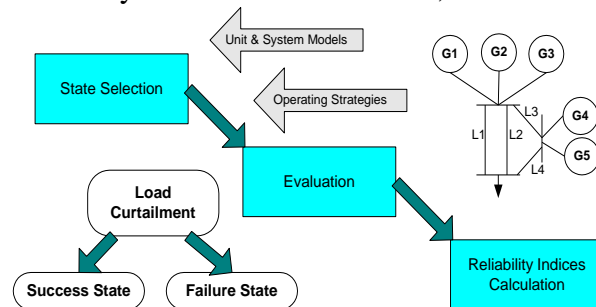 Unit & System Models
G1
G2
G3
State Selection
Operating Strategies
L3
G4
L1
L2
G5
L4
Evaluation
Load
Curtailment
Reliability Indices
Calculation
Success State
Failure State